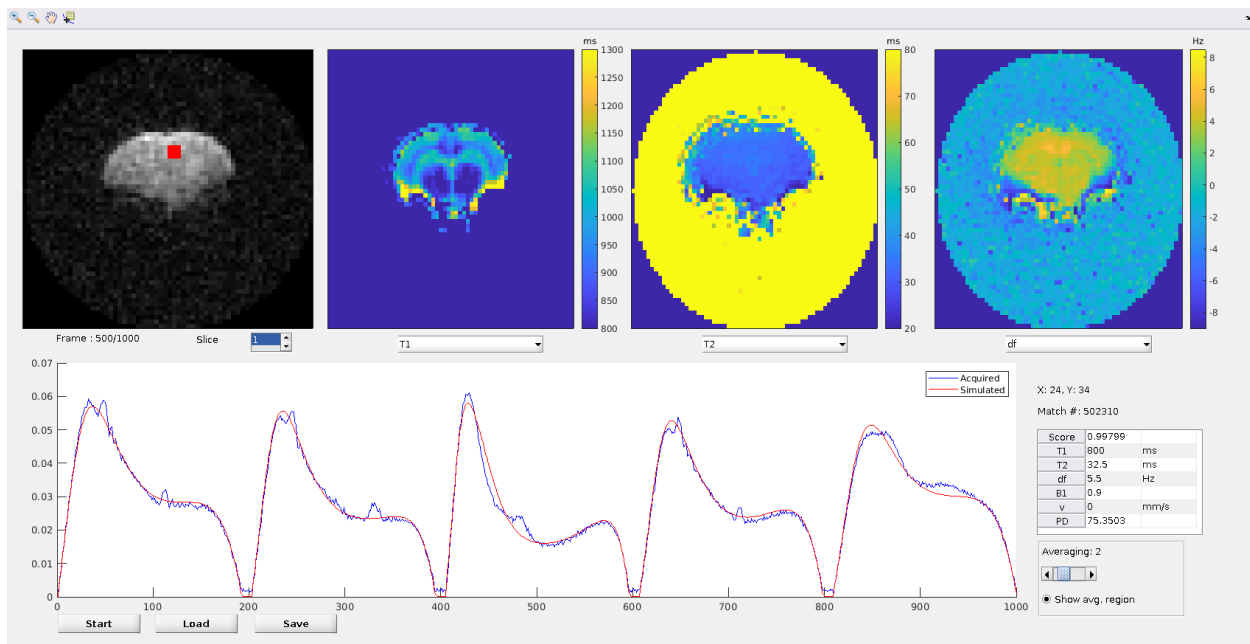 ms
ms
Hz
1300
1250
1200
1150
1100
1050
1000
950
900
850
800
80
70
60
50
40
30
20
8
6
4
2
0
-2
-4
-6
-8
Frame : 500/1000
Slice
1
T1
T2
df
0.07
0.06
0.05
0.04
0.03
0.02
0.01
0
0 100 200 300 400 500 600 700 800 900 1000
Acquired
Simulated
X: 24, Y: 34
Match #: 502310
Score 0.99799
T1 800 ms
T2 32.5 ms
df 5.5 Hz
B1 0.9
v 0 mm/s
PD 75.3503
Averaging: 2
Show avg. region
Start Load Save